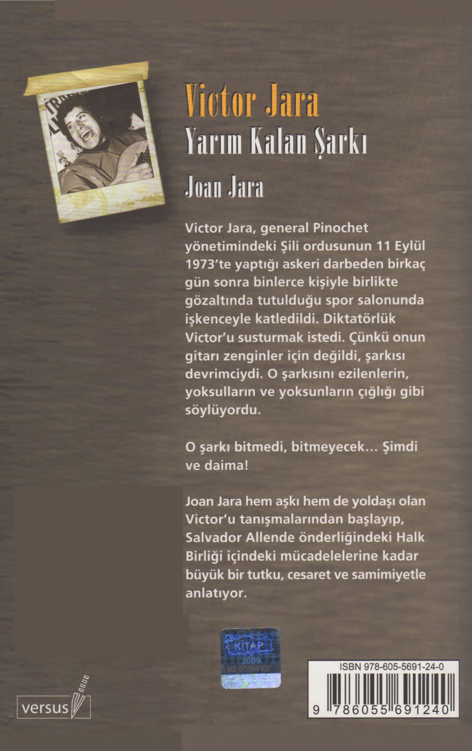 Victor Jara
Yarım Kalan Şarkı
Joan Jara
Victor Jara, general Pinochet
yönetimindeki Şili ordusunun 11 Eylül
1973'te yaptığı askeri darbeden birkaç
gün sonra binlerce kişiyle birlikte
gözaltında tutulduğu spor salonunda
işkenceyle katledildi. Diktatörlük
Victor'u susturmak istedi. Çünkü onun
gitarı zenginler için değildi, şarkısı
devrimciydi. O şarkısını ezilenlerin,
yoksulların ve yoksunların çığlığı gibi
söylüyordu.
O şarkı bitmedi, bitmeyecek... Şimdi
ve daima!
Joan Jara hem aşkı hem de yoldaşı olan
Victor'u tanışmalarından başlayıp,
Salvador Allende önderliğindeki Halk
Birliği içindeki mücadelelerine kadar
büyük bir tutku, cesaret ve samimiyetle
anlatıyor.
KİTAP
ISBN 978-605-5691-24-0
9 786055 691240
versus